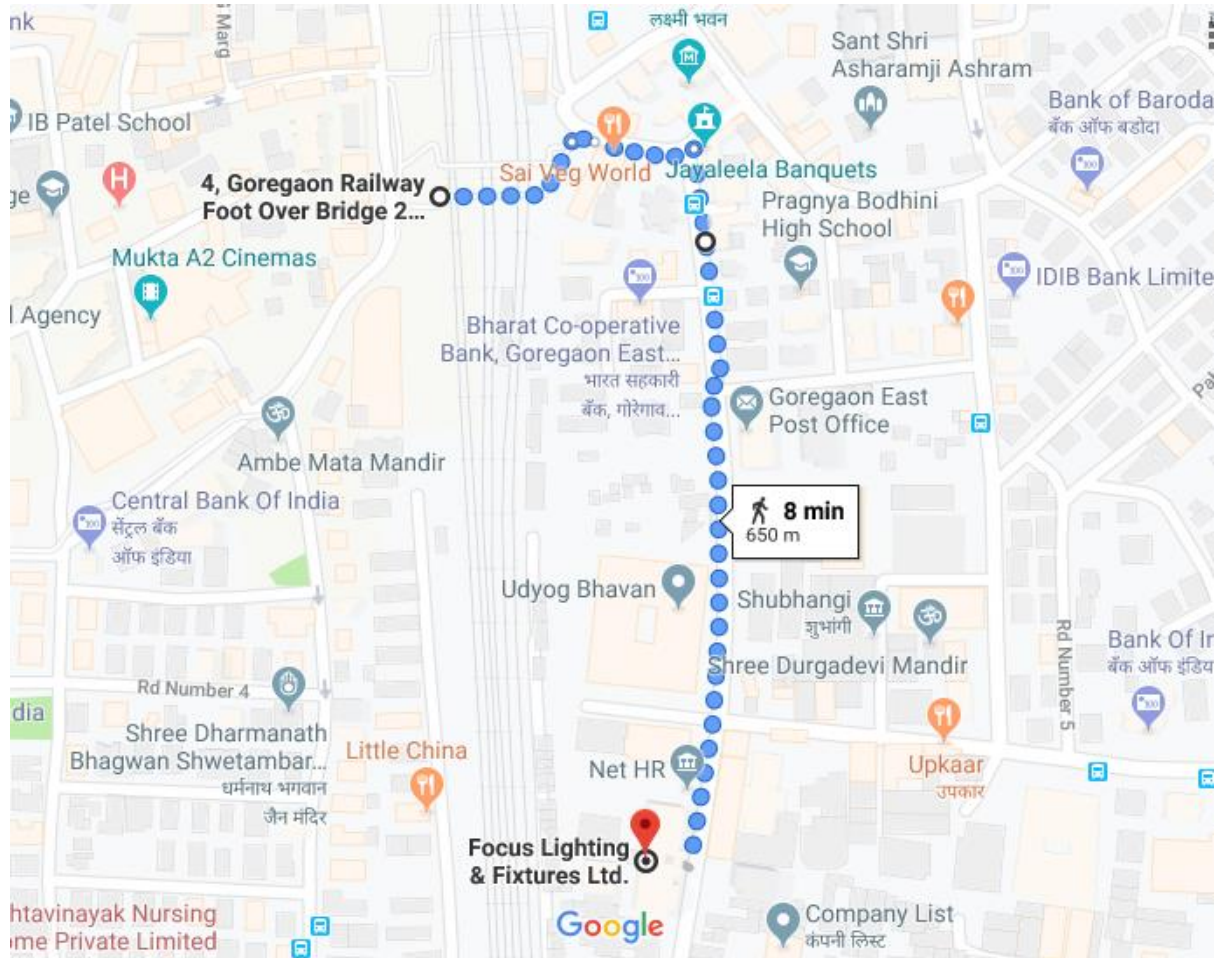 nk
Marg
लक्ष्मी भवन
Sant Shri
Asharamji Ashram
Bank of Baroda
बँक ऑफ बडोदा
IB Patel School
H
Sai Veg World
Jayaleela Banquets
ge
4, Goregaon Railway
Foot Over Bridge 2...
Pragnya Bodhini
High School
Mukta A2 Cinemas
IDIB Bank Limite
l Agency
Bharat Co-operative
Bank, Goregaon East...
भारत सहकारी
बँक, गोरेगाव...
Goregaon East
Post Office
Ambe Mata Mandir
Central Bank Of India
सेंट्रल बँक
ऑफ इंडिया
8 min
650 m
Udyog Bhavan
Shubhangi
शुभांगी
Shree Durgadevi Mandir
Rd Number 5
Bank Of In
बँक ऑफ इंडिय
Rd Number 4
dia
Shree Dharmanath
Bhagwan Shwetambar...
धर्मनाथ भगवान
जैन मंदिर
Little China
Net HR
Upkaar
उपकार
Focus Lighting
& Fixtures Ltd.
Google
htavinayak Nursing
ome Private Limited
Company List
कंपनी लिस्ट